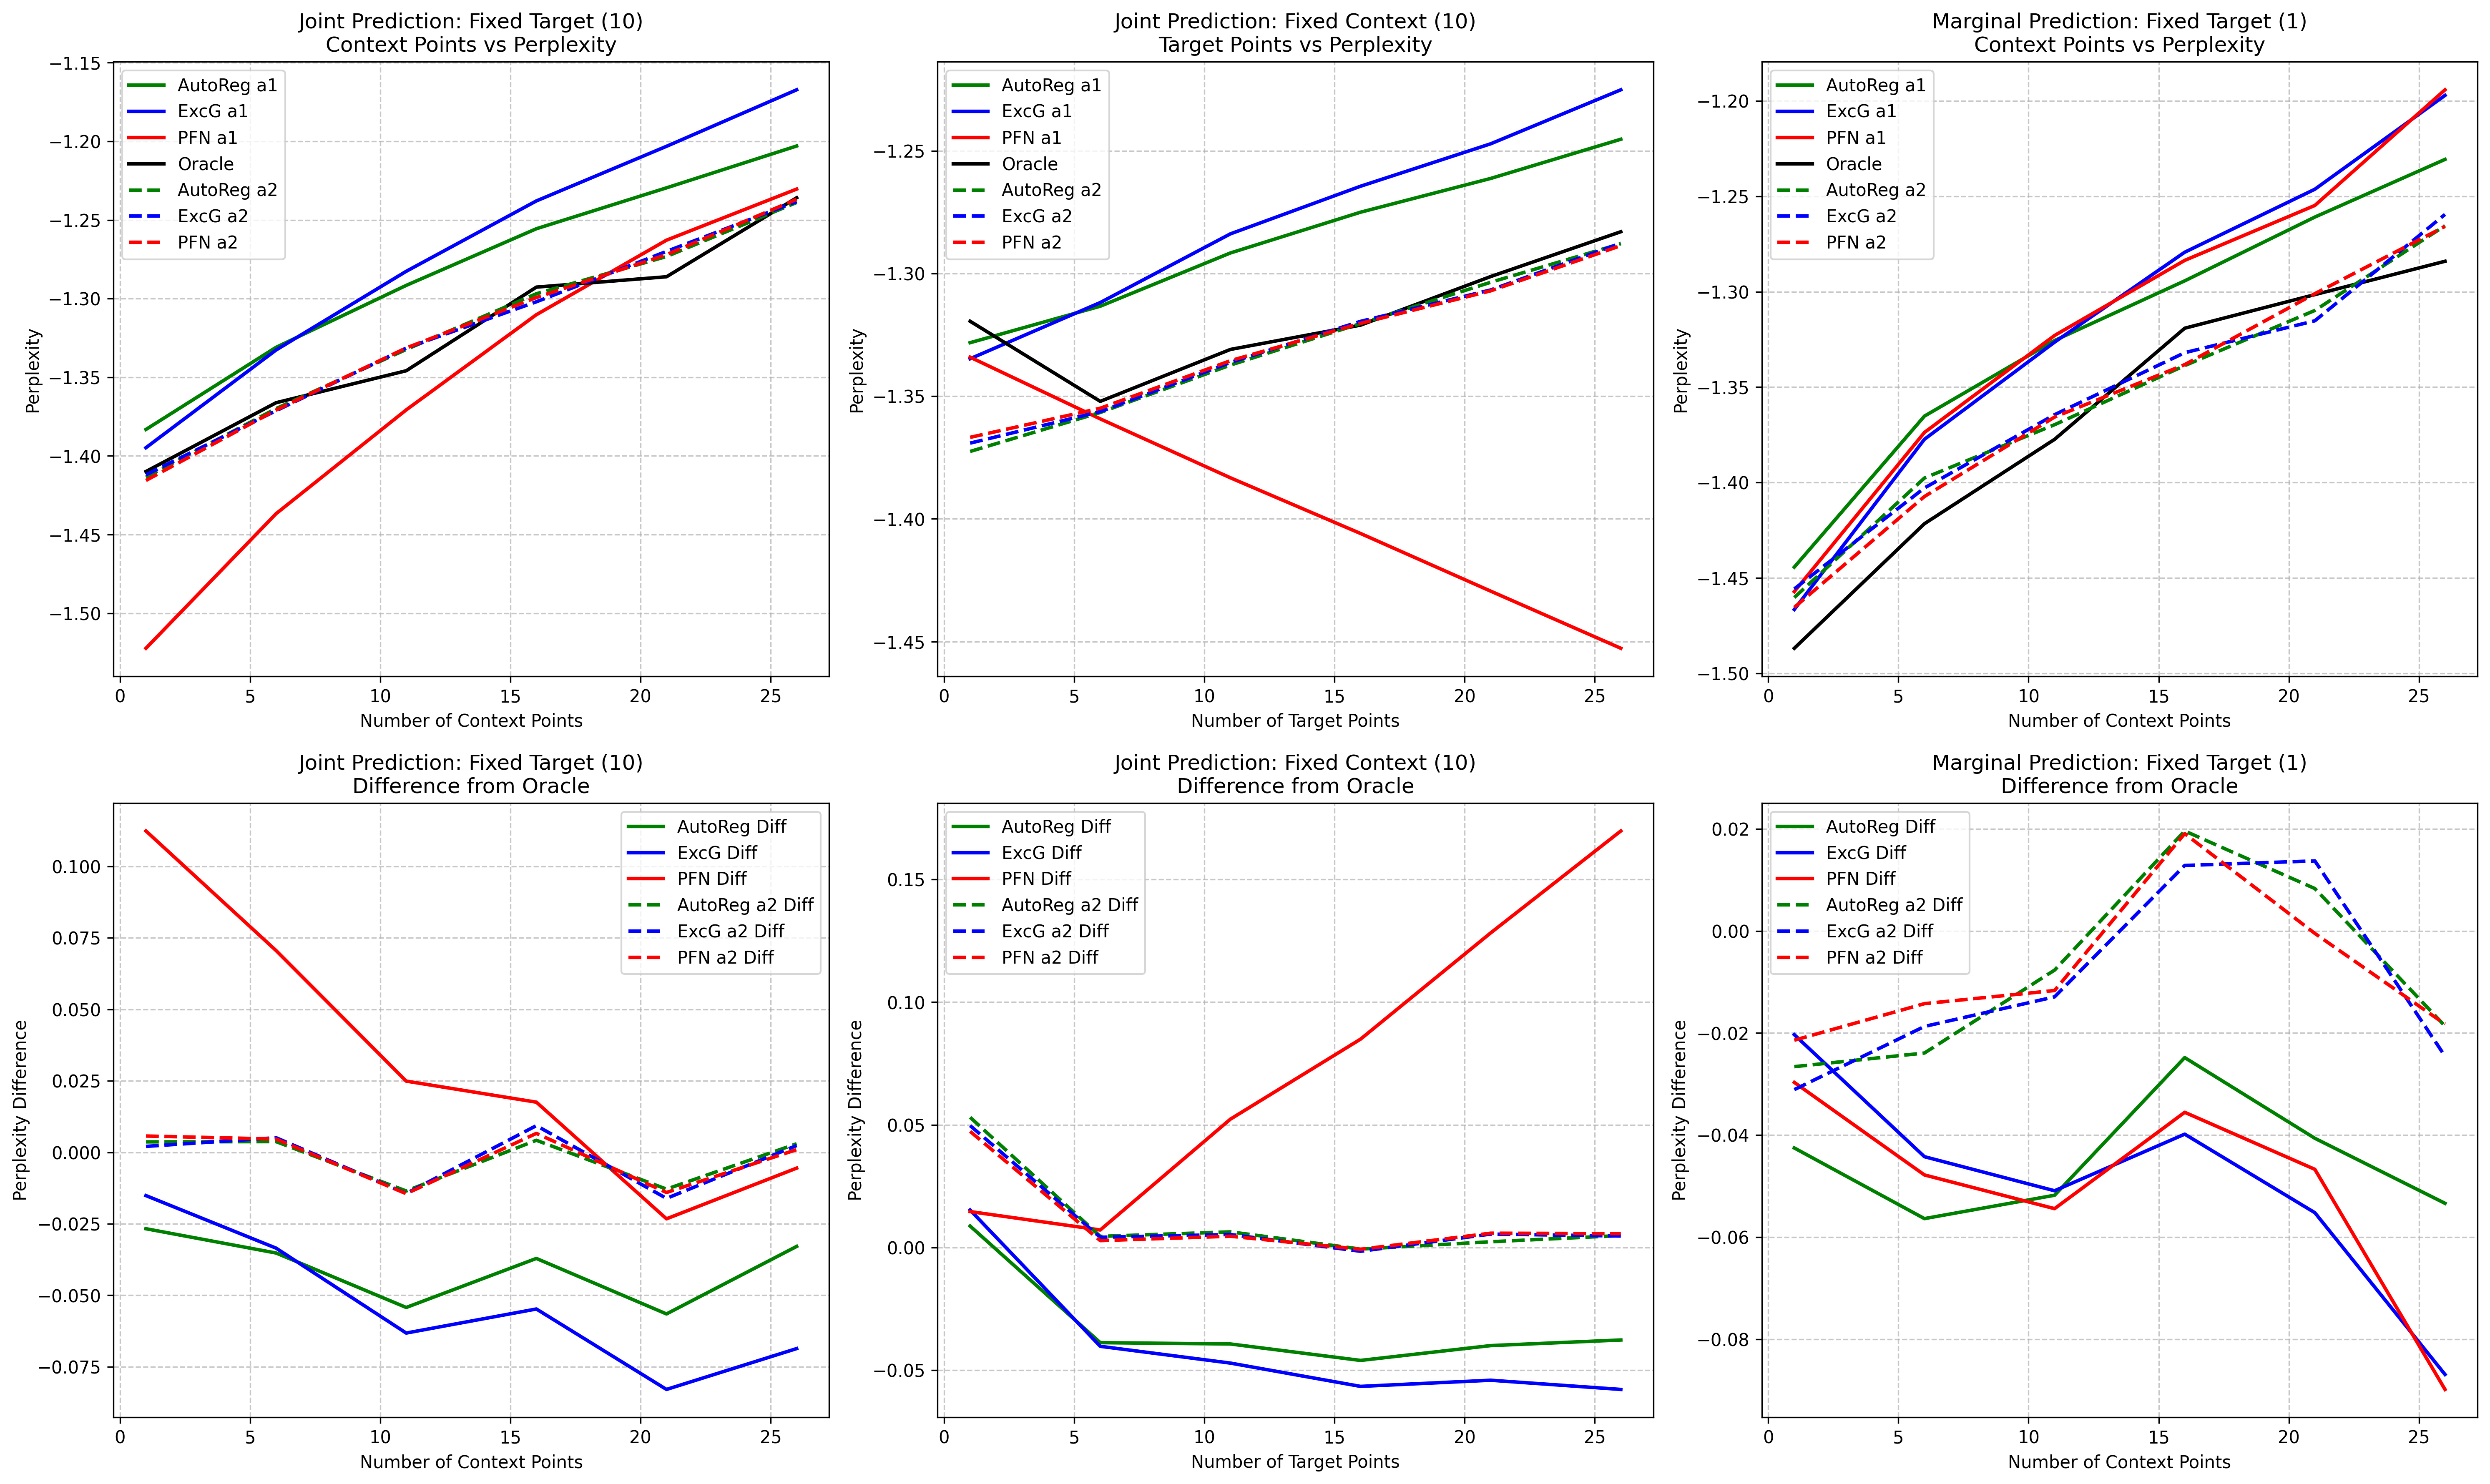 Joint Prediction: Fixed Target (10)
Context Points vs Perplexity
Perplexity
−1.15
−1.20
−1.25
−1.30
−1.35
−1.40
−1.45
−1.50
AutoReg a1
ExcG a1
PFN a1
Oracle
AutoReg a2
ExcG a2
PFN a2
0 5 10 15 20 25
Number of Context Points
Joint Prediction: Fixed Context (10)
Target Points vs Perplexity
Perplexity
−1.25
−1.30
−1.35
−1.40
−1.45
AutoReg a1
ExcG a1
PFN a1
Oracle
AutoReg a2
ExcG a2
PFN a2
0 5 10 15 20 25
Number of Target Points
Marginal Prediction: Fixed Target (1)
Context Points vs Perplexity
Perplexity
−1.20
−1.25
−1.30
−1.35
−1.40
−1.45
−1.50
AutoReg a1
ExcG a1
PFN a1
Oracle
AutoReg a2
ExcG a2
PFN a2
0 5 10 15 20 25
Number of Context Points
Joint Prediction: Fixed Target (10)
Difference from Oracle
Perplexity Difference
0.100
0.075
0.050
0.025
0.000
−0.025
−0.050
−0.075
AutoReg Diff
ExcG Diff
PFN Diff
AutoReg a2 Diff
ExcG a2 Diff
PFN a2 Diff
0 5 10 15 20 25
Number of Context Points
Joint Prediction: Fixed Context (10)
Difference from Oracle
Perplexity Difference
0.15
0.10
0.05
0.00
−0.05
AutoReg Diff
ExcG Diff
PFN Diff
AutoReg a2 Diff
ExcG a2 Diff
PFN a2 Diff
0 5 10 15 20 25
Number of Target Points
Marginal Prediction: Fixed Target (1)
Difference from Oracle
Perplexity Difference
0.02
0.00
−0.02
−0.04
−0.06
−0.08
AutoReg Diff
ExcG Diff
PFN Diff
AutoReg a2 Diff
ExcG a2 Diff
PFN a2 Diff
0 5 10 15 20 25
Number of Context Points